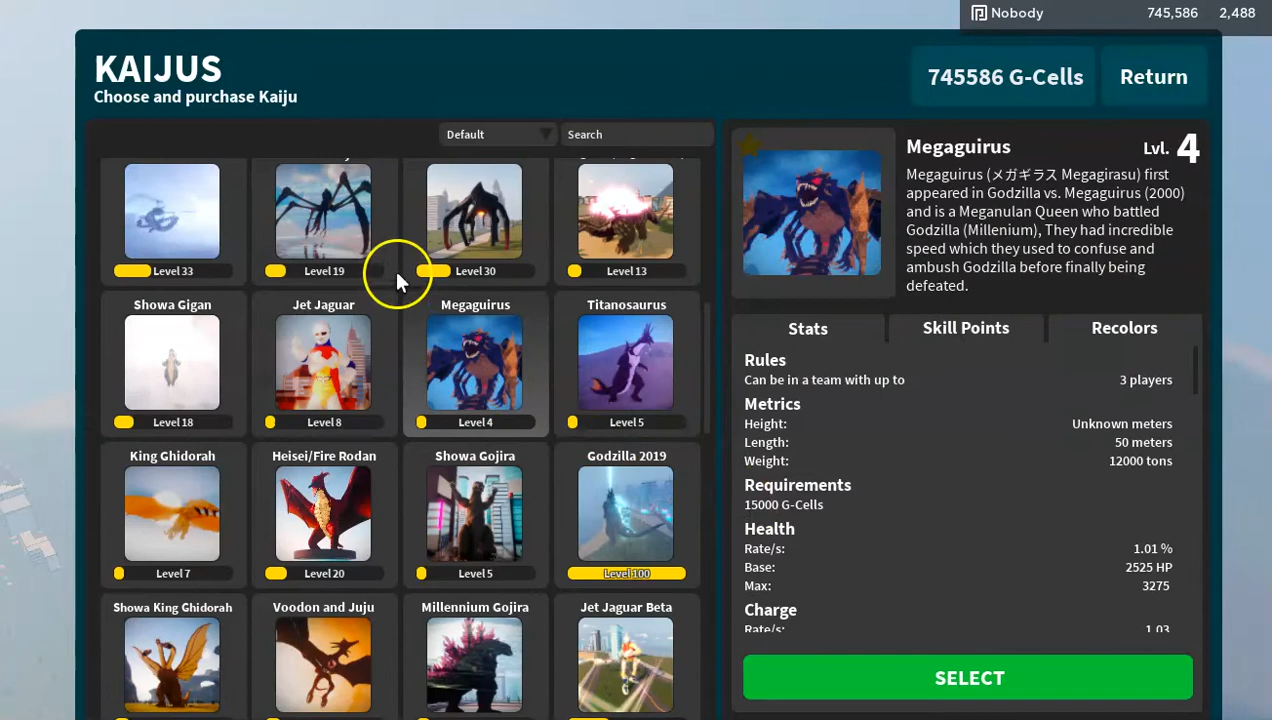 Nobody 745,586 2,488
KAIJUS
Choose and purchase Kaiju
745586 G-Cells
Return
Default
Search
Level 33
Level 19
Level 30
Level 13
Showa Gigan
Jet Jaguar
Megaguirus
Titanosaurus
Level 18
Level 8
Level 4
Level 5
King Ghidorah
Heisei/Fire Rodan
Showa Gojira
Godzilla 2019
Level 7
Level 20
Level 5
Level 100
Showa King Ghidorah
Voodon and Juju
Millennium Gojira
Jet Jaguar Beta
Megaguirus
Lvl. 4
Megaguirus (メガギラス Megagirasu) first
appeared in Godzilla vs. Megaguirus (2000)
and is a Meganulan Queen who battled
Godzilla (Millenium), They had incredible
speed which they used to confuse and
ambush Godzilla before finally being
defeated.
Stats
Skill Points
Recolors
Rules
Can be in a team with up to 3 players
Metrics
Height: Unknown meters
Length: 50 meters
Weight: 12000 tons
Requirements
15000 G-Cells
Health
Rate/s: 1.01 %
Base: 2525 HP
Max: 3275
Charge
Rate/s: 1.03
SELECT